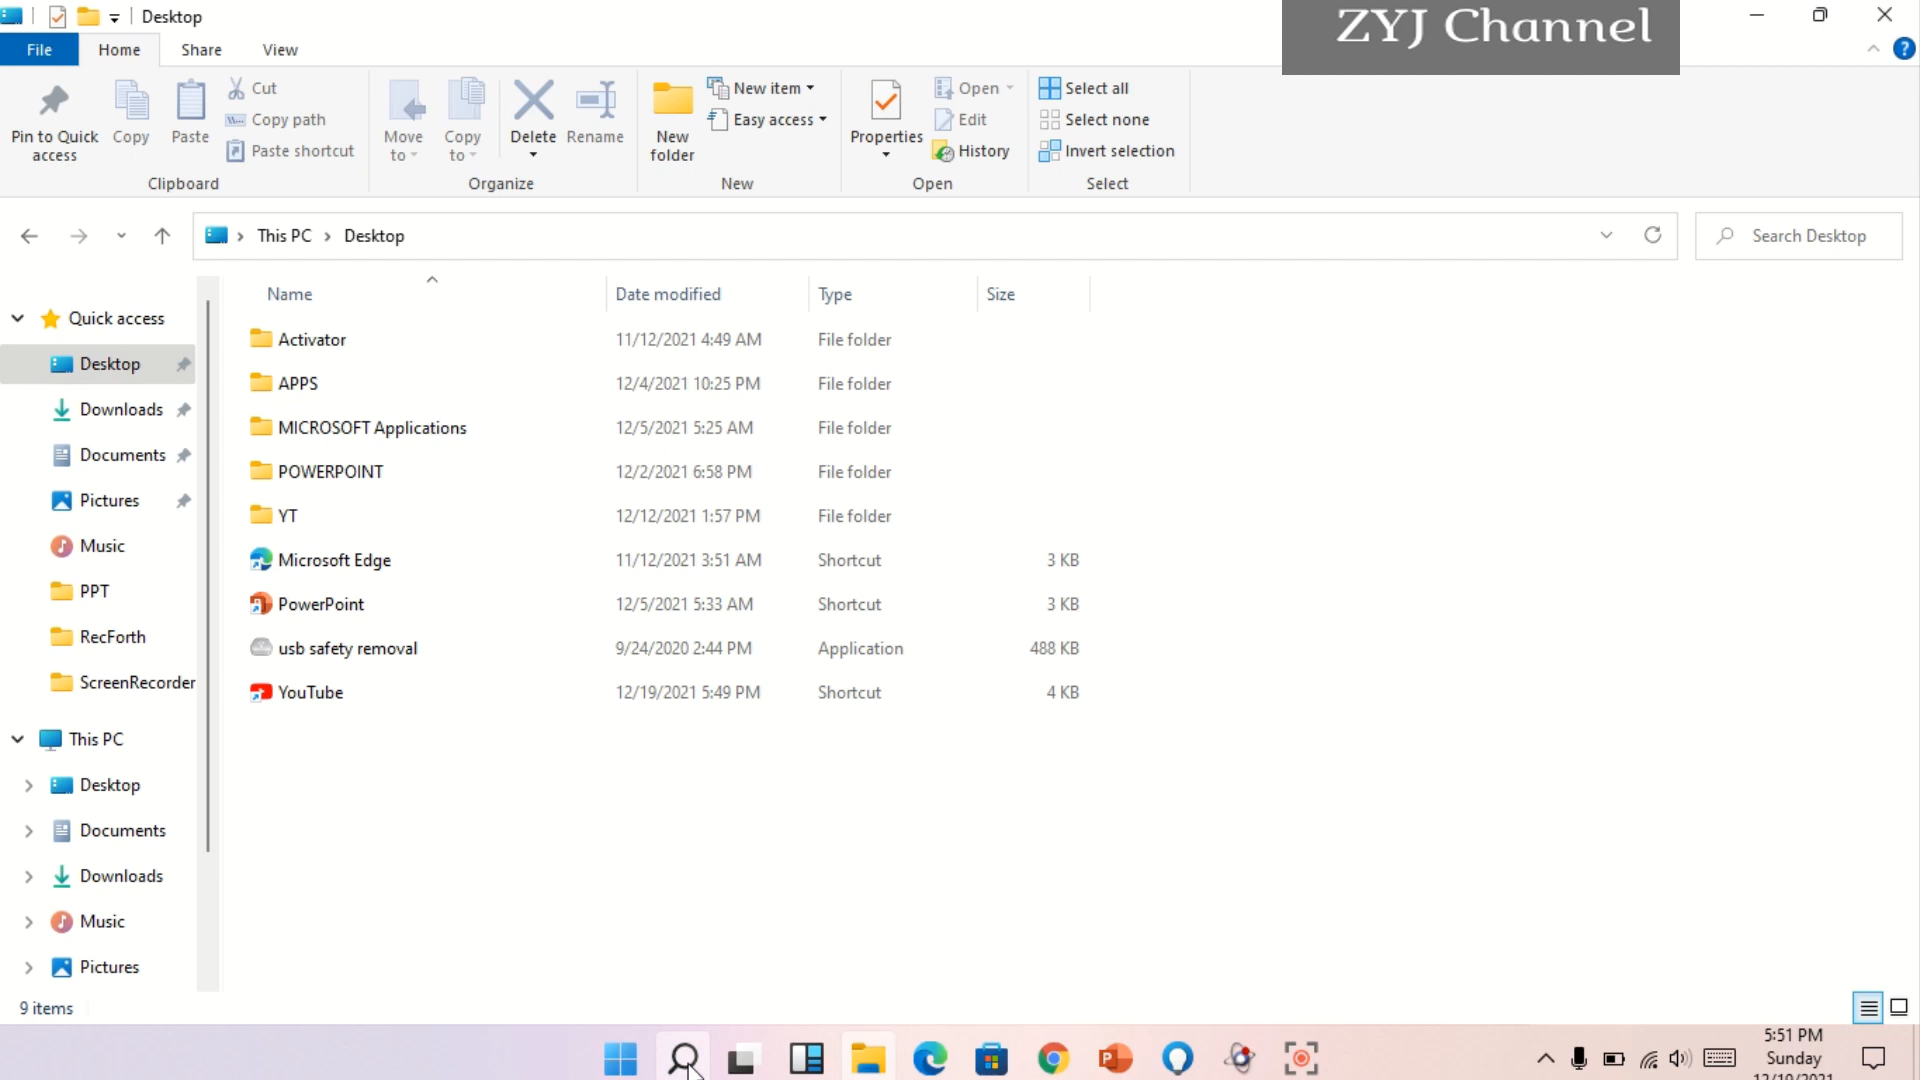 Desktop
ZYJ Channel
File Home Share View
Pin to Quick access
Copy
Paste
Cut
Copy path
Paste shortcut
Clipboard
Move to
Copy to
Delete
Rename
Organize
New folder
New item
Easy access
New
Properties
Open
Edit
History
Open
Select all
Select none
Invert selection
Select
This PC › Desktop
Search Desktop
Quick access
Desktop
Downloads
Documents
Pictures
Music
PPT
RecForth
ScreenRecorder
This PC
Desktop
Documents
Downloads
Music
Pictures
Name Date modified Type Size
Activator 11/12/2021 4:49 AM File folder
APPS 12/4/2021 10:25 PM File folder
MICROSOFT Applications 12/5/2021 5:25 AM File folder
POWERPOINT 12/2/2021 6:58 PM File folder
YT 12/12/2021 1:57 PM File folder
Microsoft Edge 11/12/2021 3:51 AM Shortcut 3 KB
PowerPoint 12/5/2021 5:33 AM Shortcut 3 KB
usb safety removal 9/24/2020 2:44 PM Application 488 KB
YouTube 12/19/2021 5:49 PM Shortcut 4 KB
9 items
5:51 PM
Sunday
12/19/2021